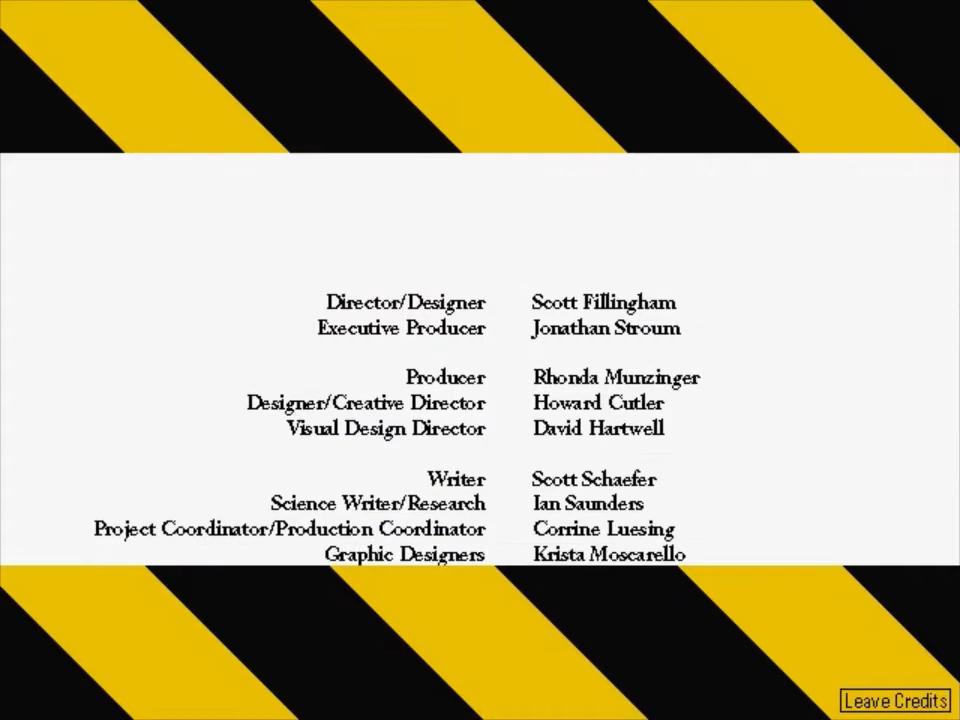 Director/Designer Scott Fillingham
Executive Producer Jonathan Stroum
Producer Rhonda Munzinger
Designer/Creative Director Howard Cutler
Visual Design Director David Hartwell
Writer Scott Schaefer
Science Writer/Research Ian Saunders
Project Coordinator/Production Coordinator Corrine Luesing
Graphic Designers Krista Moscarello
Leave Credits